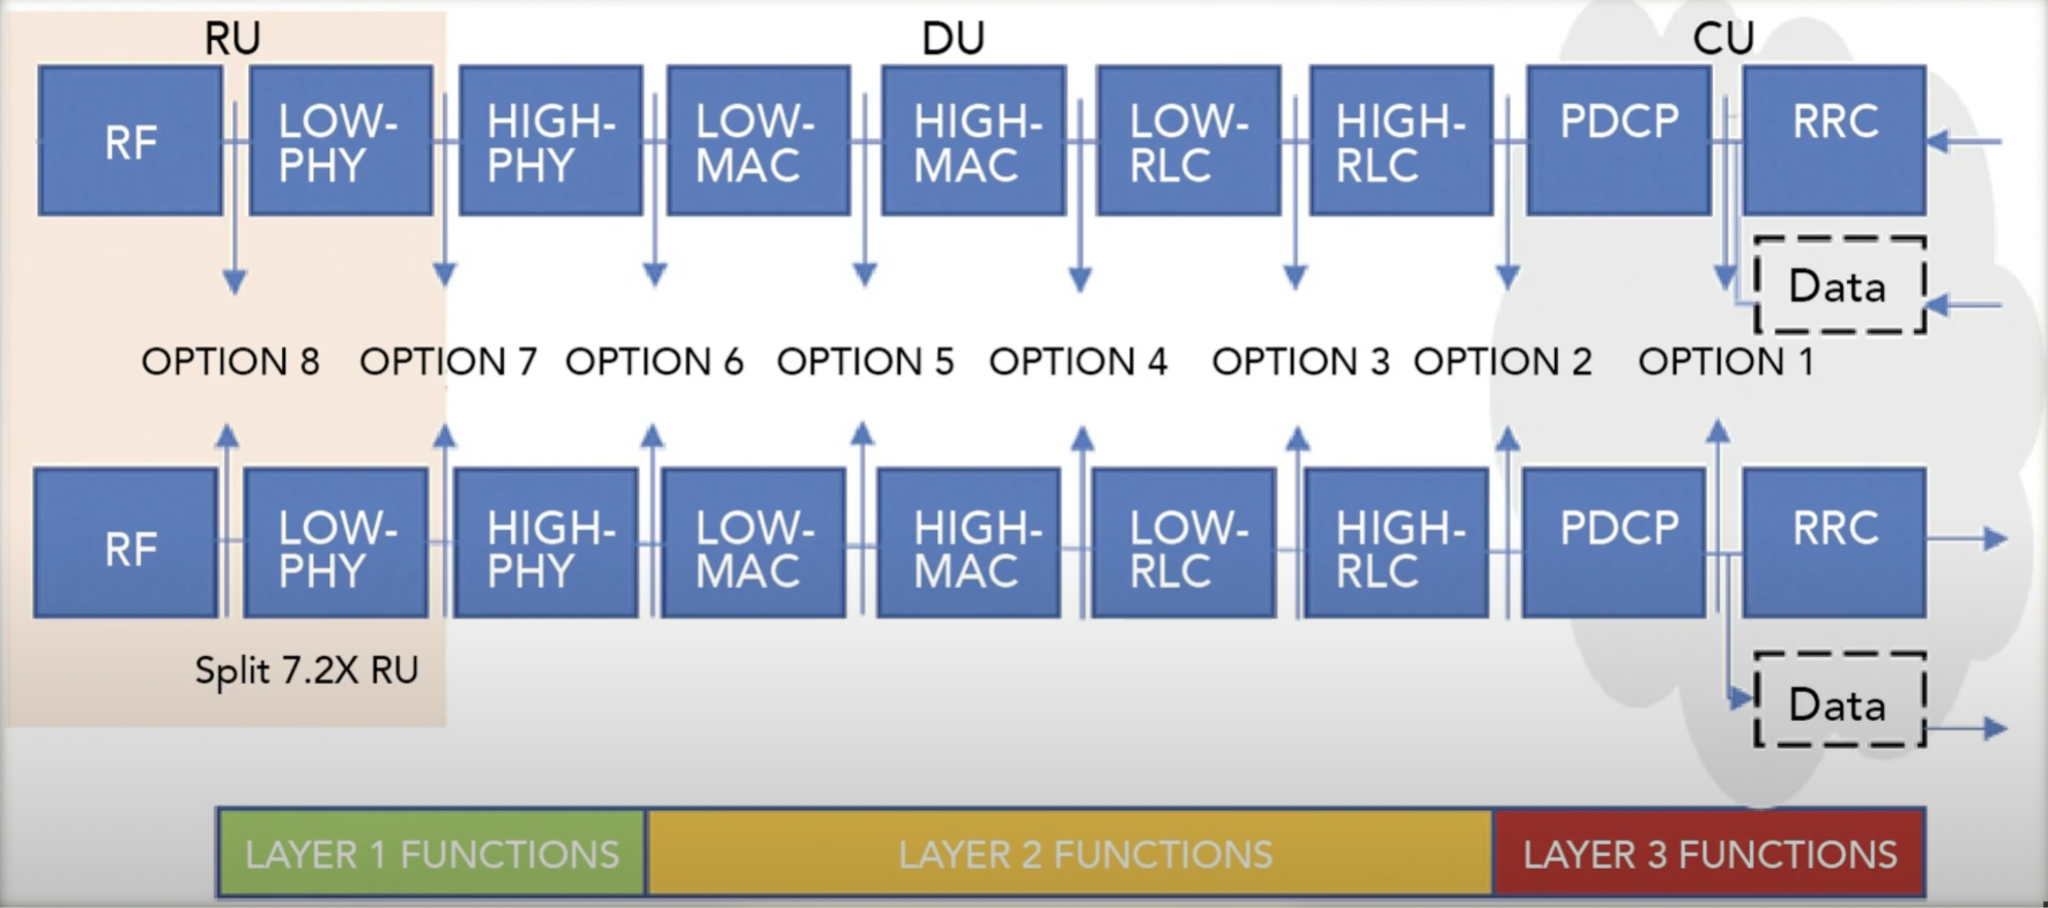 RU DU CU
RF
LOW-
PHY
HIGH-
PHY
LOW-
MAC
HIGH-
MAC
LOW-
RLC
HIGH-
RLC
PDCP
RRC
Data
OPTION 8 OPTION 7 OPTION 6 OPTION 5 OPTION 4 OPTION 3 OPTION 2 OPTION 1
RF
LOW-
PHY
HIGH-
PHY
LOW-
MAC
HIGH-
MAC
LOW-
RLC
HIGH-
RLC
PDCP
RRC
Split 7.2X RU
Data
LAYER 1 FUNCTIONS LAYER 2 FUNCTIONS LAYER 3 FUNCTIONS